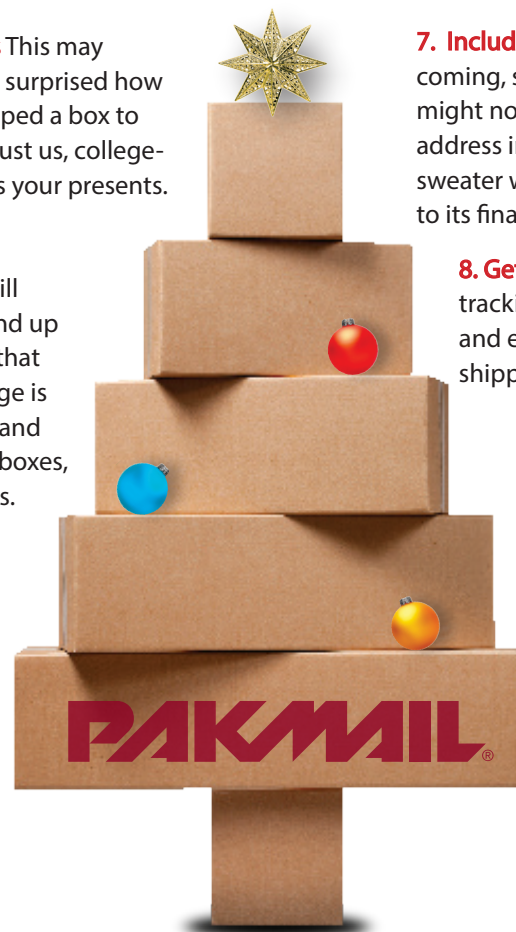 This may
surprised how
ped a box to
ust us, college-
s your presents.
ill
nd up
that
ge is
and
boxes,
s.
7. Includ
coming, s
might no
address i
sweater w
to its fina
8. Get
tracki
and e
shipp
PAKMAIL®